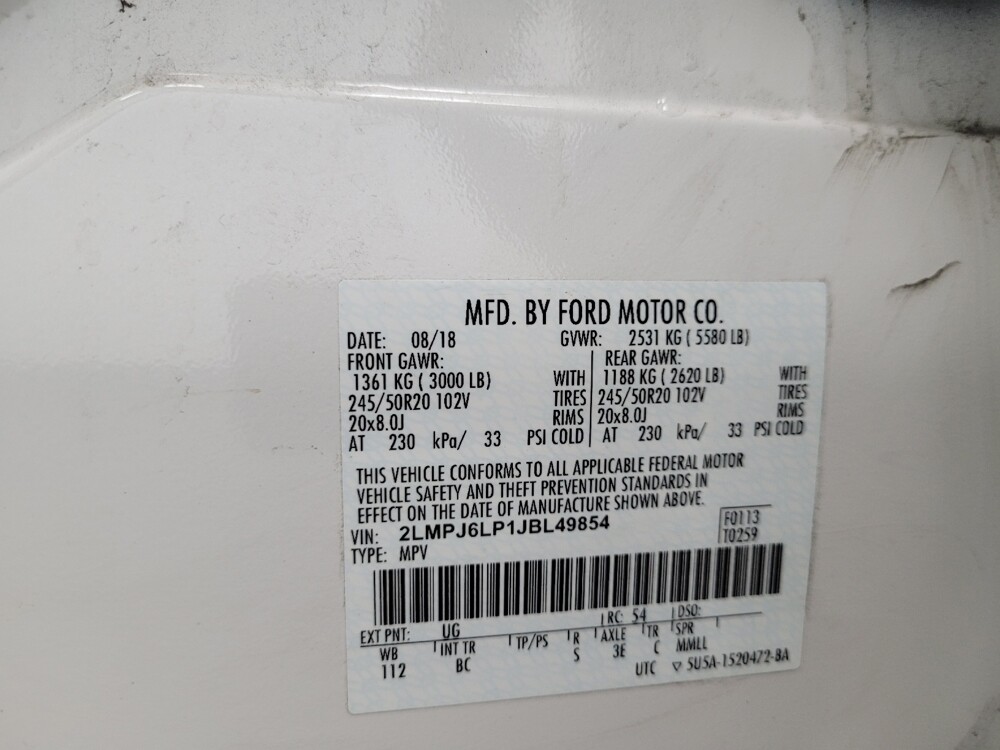 MFD. BY FORD MOTOR CO.
DATE: 08/18 GVWR: 2531 KG ( 5580 LB)
FRONT GAWR: REAR GAWR:
1361 KG ( 3000 LB) WITH 1188 KG ( 2620 LB) WITH
245/50R20 102V TIRES 245/50R20 102V TIRES
20x8.0J RIMS 20x8.0J RIMS
AT 230 kPa/ 33 PSI COLD AT 230 kPa/ 33 PSI COLD
THIS VEHICLE CONFORMS TO ALL APPLICABLE FEDERAL MOTOR
VEHICLE SAFETY AND THEFT PREVENTION STANDARDS IN
EFFECT ON THE DATE OF MANUFACTURE SHOWN ABOVE.
VIN: 2LMPJ6LP1JBL49854 F0113
TYPE: MPV T0259
EXT PNT: UG RC: 54 DSO:
WB INT TR TP/PS R AXLE TR SPR
112 BC S 3E C MMLL
UTC ▽ 5U5A-1520472-BA